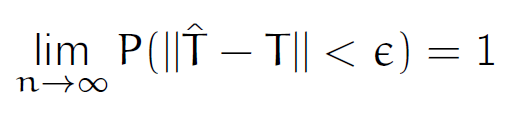 lim P(||T̂ − T|| < ϵ) = 1
n→∞